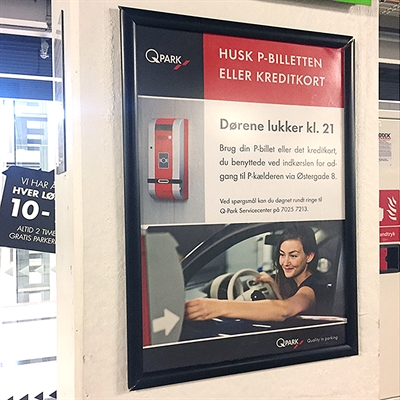 QPARK
HUSK P-BILLETTEN
ELLER KREDITKORT
Dørene lukker kl. 21
Brug din P-billet eller det kreditkort,
du benyttede ved indkørslen for ad-
gang til P-kælderen via Østergade 8.
Ved spørgsmål kan du døgnet rundt ringe til
Q-Park Servicecenter på 7025 7213.
QPARK Quality in parking
VI HAR Å
HVER LØ
10-
ALTID 2 TIME
GRATIS PARKER